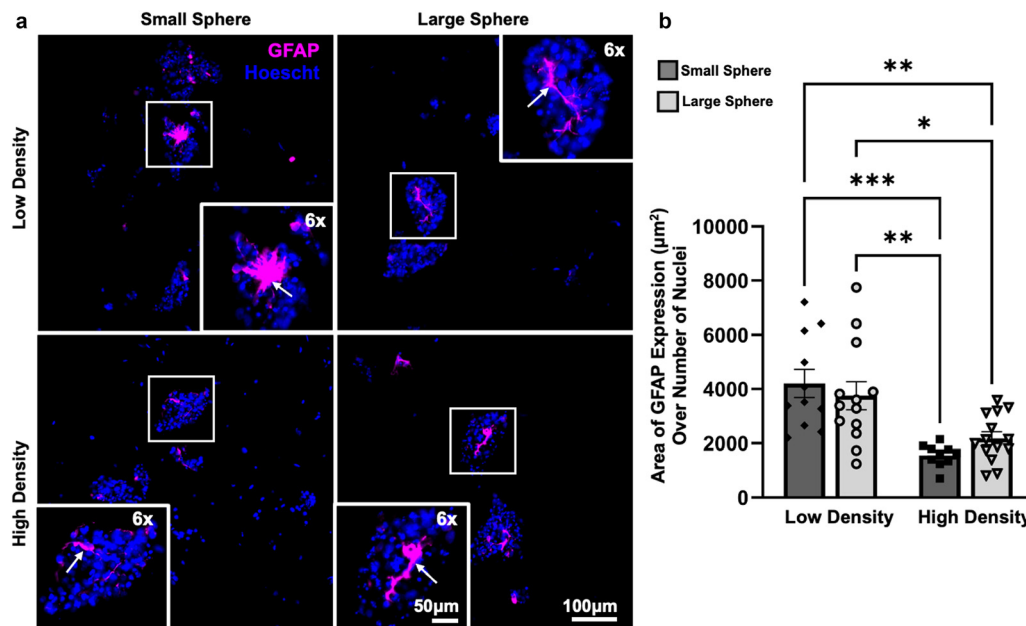 a
Small Sphere
Large Sphere
b
GFAP
Hoescht
6x
6x
Low Density
High Density
6x
6x
50µm
100µm
Small Sphere
Large Sphere
**
*
***
**
Area of GFAP Expression (µm²)
Over Number of Nuclei
10000
8000
6000
4000
2000
0
Low Density
High Density